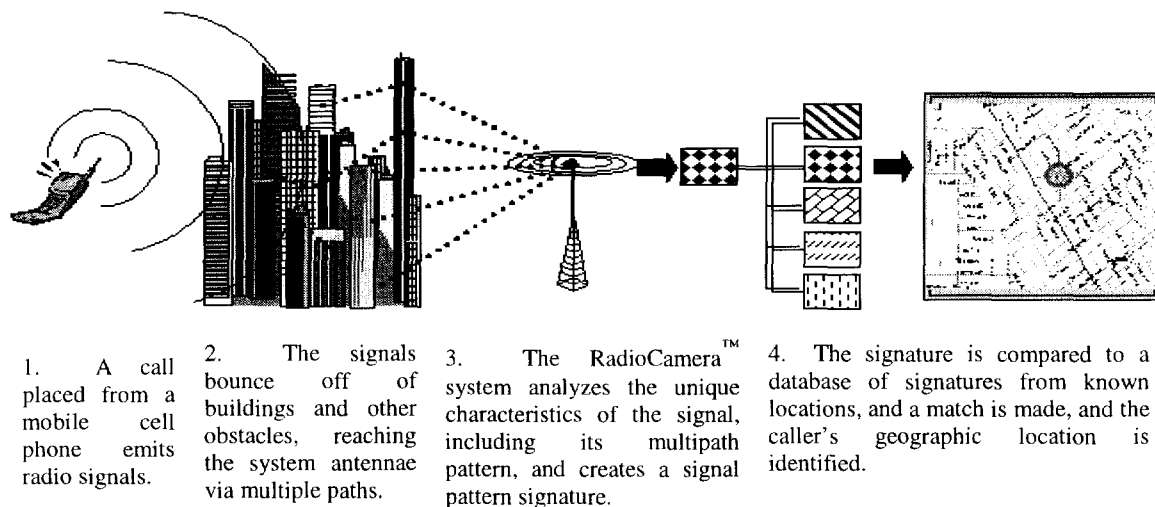 1. A call
placed from a
mobile cell
phone emits
radio signals.
2. The signals
bounce off of
buildings and other
obstacles, reaching
the system antennae
via multiple paths.
3. The RadioCamera™
system analyzes the unique
characteristics of the signal,
including its multipath
pattern, and creates a signal
pattern signature.
4. The signature is compared to a
database of signatures from known
locations, and a match is made, and the
caller's geographic location is
identified.